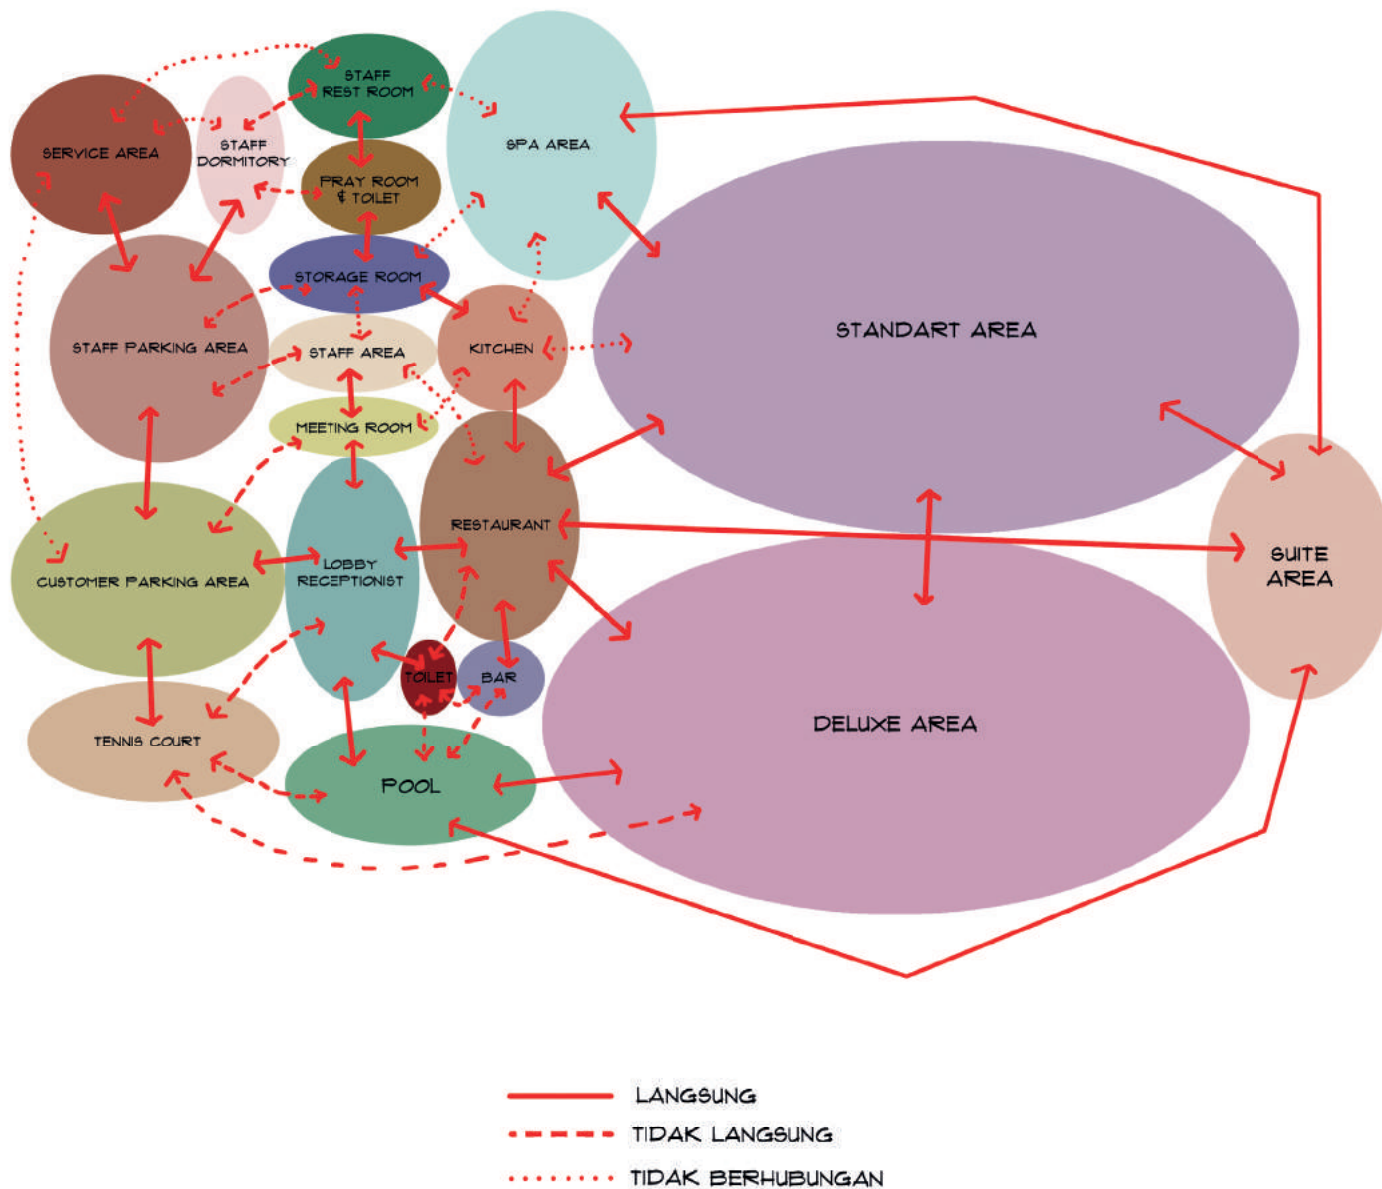 STAFF
REST ROOM
SERVICE AREA
STAFF
DORMITORY
SPA AREA
PRAY ROOM
& TOILET
STORAGE ROOM
STAFF PARKING AREA
STAFF AREA
KITCHEN
STANDART AREA
MEETING ROOM
RESTAURANT
CUSTOMER PARKING AREA
LOBBY
RECEPTIONIST
SUITE
AREA
TOILET
BAR
TENNIS COURT
POOL
DELUXE AREA
LANGSUNG
TIDAK LANGSUNG
TIDAK BERHUBUNGAN